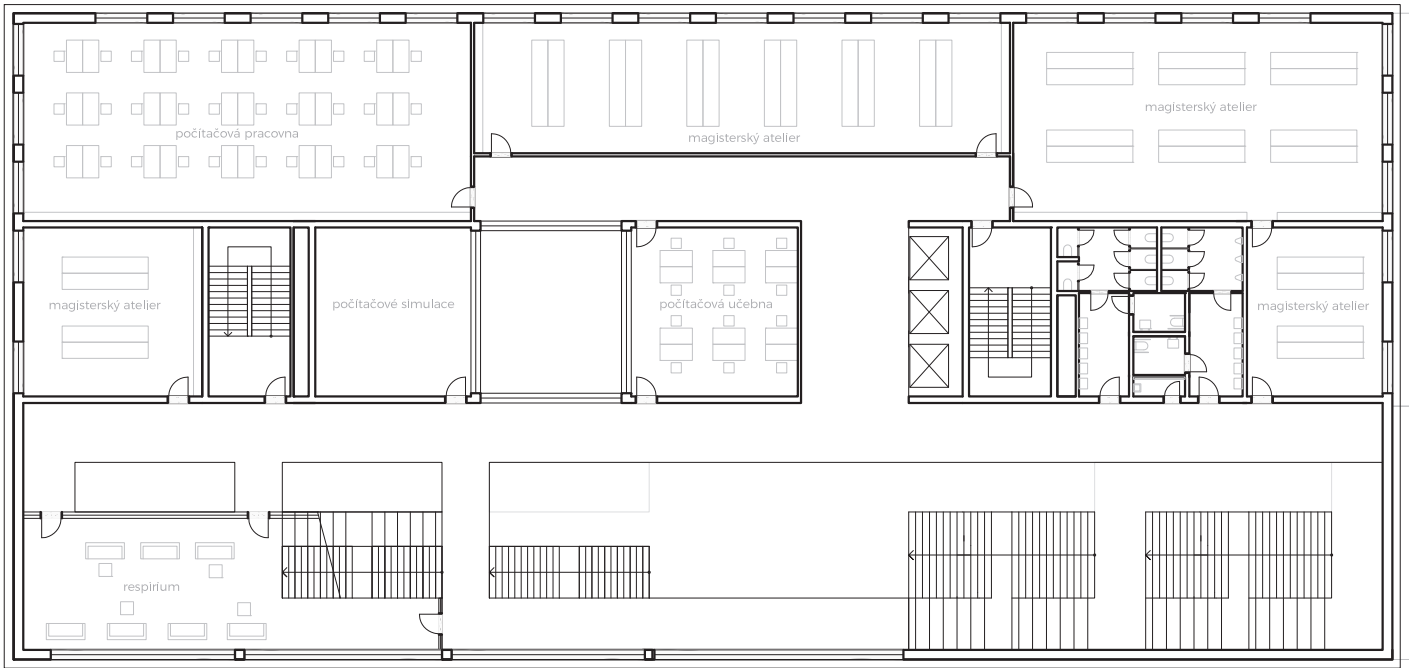 magisterský atelier
počítačová pracovna
magisterský atelier
magisterský atelier
počítačové simulace
počítačová učebna
magisterský atelier
respirium